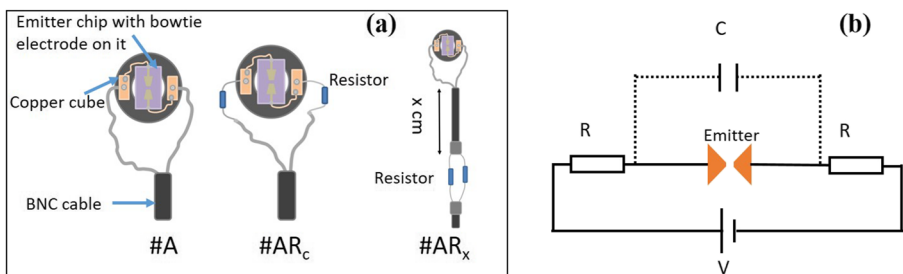 (a)
Emitter chip with bowtie
electrode on it
Copper cube
BNC cable
Resistor
x cm
Resistor
#A
#ARc
#ARx
(b)
C
R
Emitter
R
V